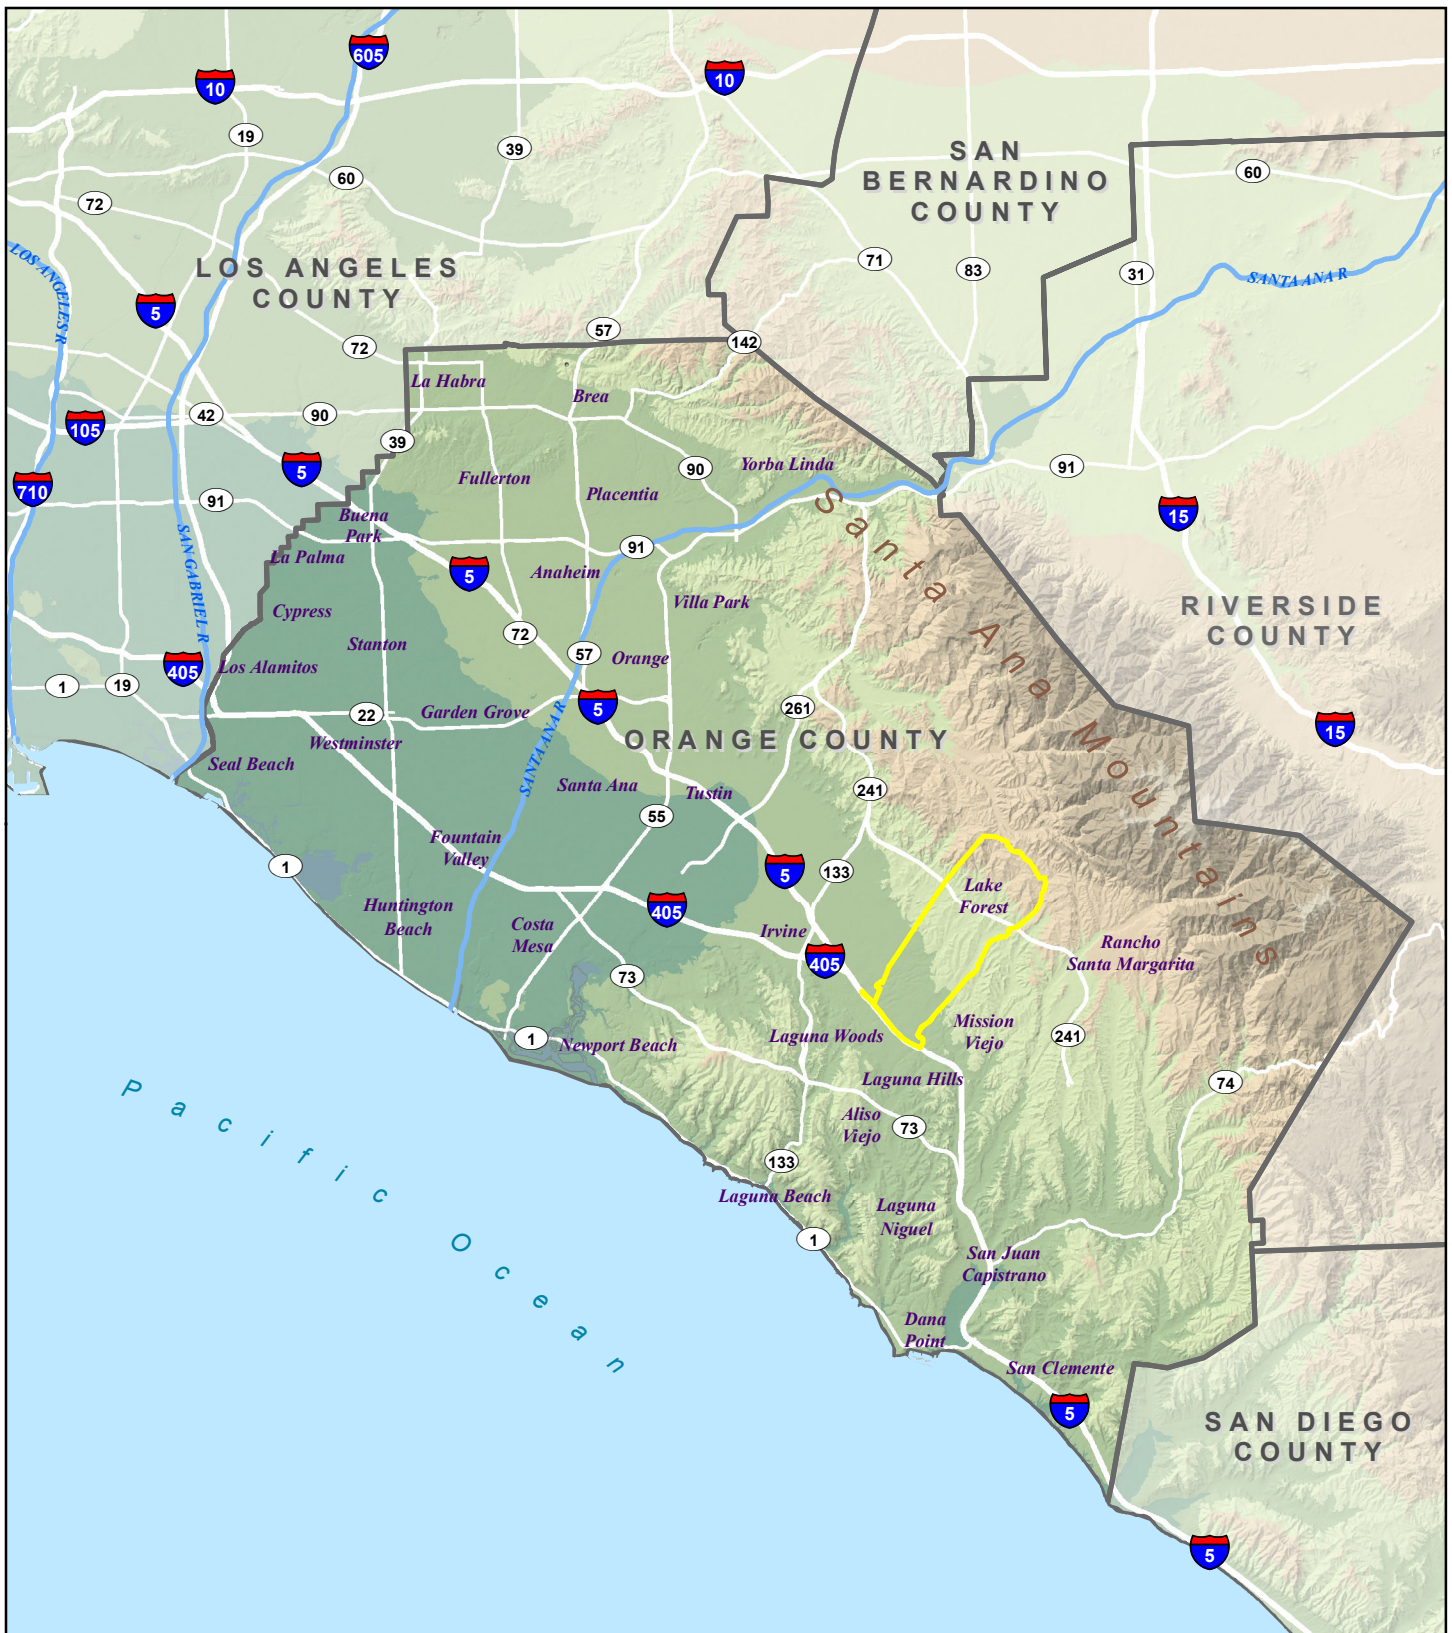 605
10
10
19
39
60
72
SAN
BERNARDINO
COUNTY
60
LOS ANGELES R
LOS ANGELES
COUNTY
71
83
31
SANTA ANA R
5
57
72
142
La Habra
Brea
105
42
90
39
5
Fullerton
90
Yorba Linda
91
710
91
Placentia
15
Buena
Park
SAN GABRIEL R
La Palma
91
5
Anaheim
Santa Ana Mountains
Cypress
Villa Park
RIVERSIDE
COUNTY
Stanton
72
57
Orange
405
Los Alamitos
1
19
22
Garden Grove
5
261
15
Westminster
SANTA ANA R
ORANGE COUNTY
Seal Beach
Santa Ana
Tustin
241
55
1
Fountain
Valley
5
133
Lake
Forest
Huntington
Beach
Costa
Mesa
405
Irvine
405
Rancho
Santa Margarita
73
1
Newport Beach
Laguna Woods
Mission
Viejo
241
Laguna Hills
74
Aliso
Viejo
73
Pacific Ocean
133
Laguna Beach
Laguna
Niguel
1
San Juan
Capistrano
Dana
Point
San Clemente
5
SAN DIEGO
COUNTY
5